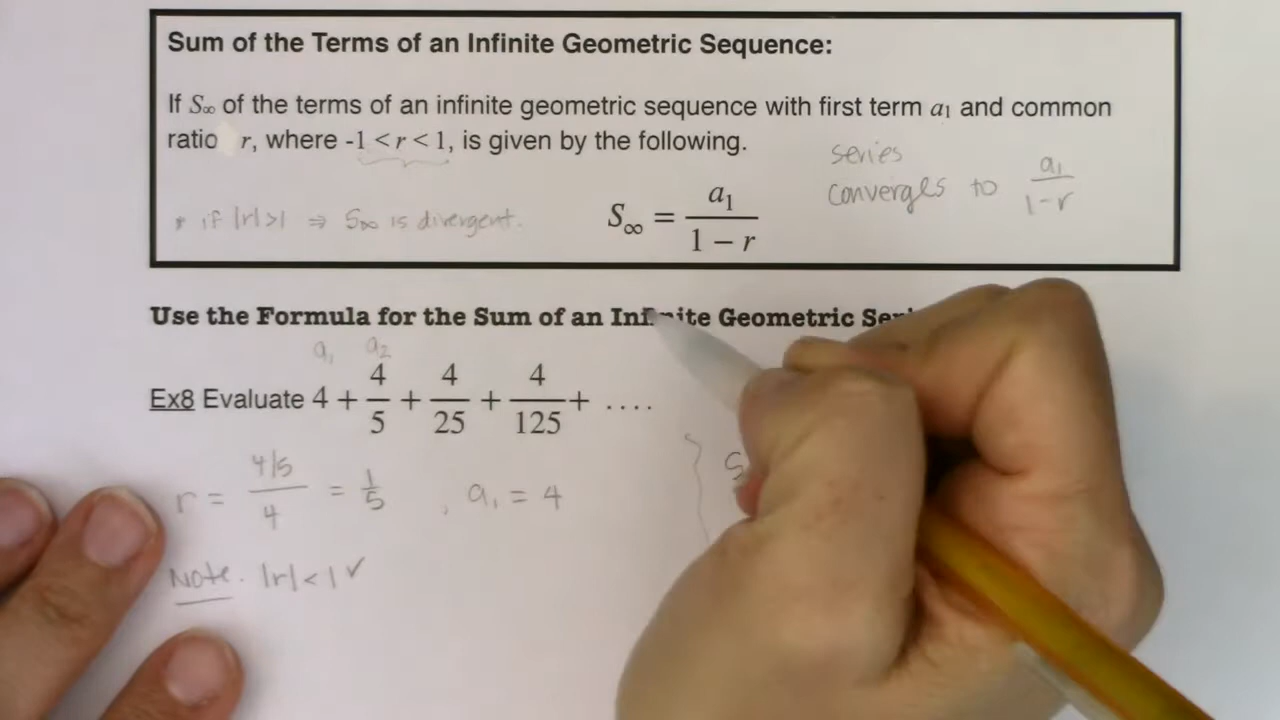 Sum of the Terms of an Infinite Geometric Sequence:
If S∞ of the terms of an infinite geometric sequence with first term a₁ and common
ratio r, where -1 < r < 1, is given by the following.
series
converges to a₁/(1-r)
* if |r|>1 ⇒ S∞ is divergent.
S∞ = a₁/(1 − r)
Use the Formula for the Sum of an Infinite Geometric
a₁ a₂
Ex8 Evaluate 4 + 4/5 + 4/25 + 4/125 + ....
r = (4/5)/4 = 1/5 , a₁ = 4
S
Note. |r| < 1 ✓